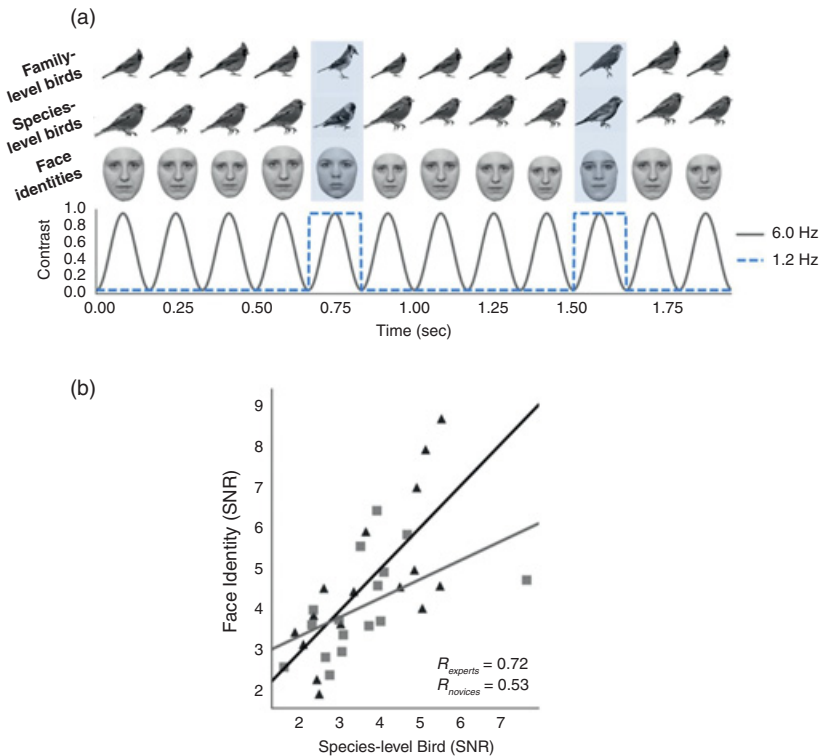 (a)
Family-
level birds
Species-
level birds
Face
identities
1.0
0.8
0.6
0.4
0.2
0.0
Contrast
0.00 0.25 0.50 0.75 1.00 1.25 1.50 1.75
Time (sec)
6.0 Hz
1.2 Hz
(b)
9
8
7
6
5
4
3
2
Face Identity (SNR)
R experts = 0.72
R novices = 0.53
2 3 4 5 6 7
Species-level Bird (SNR)